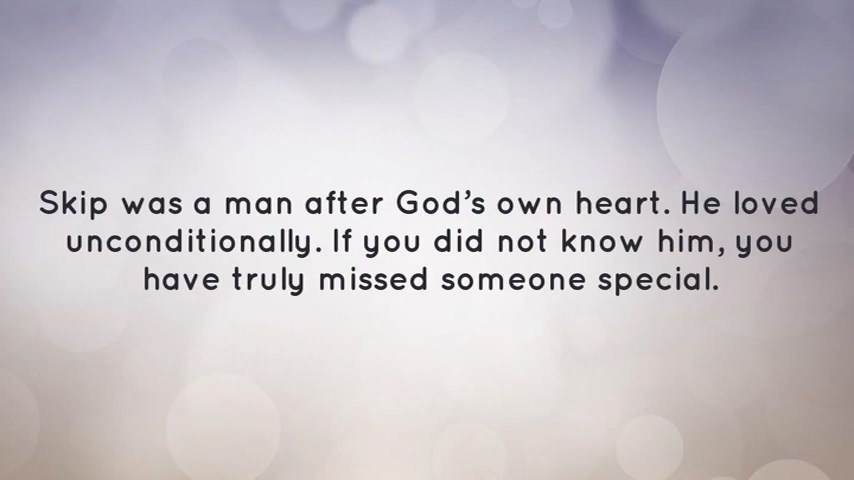 Skip was a man after God’s own heart. He loved
unconditionally. If you did not know him, you
have truly missed someone special.